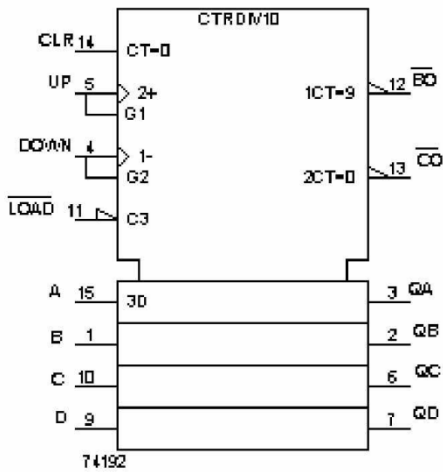 CTRDIV10
CLR 14 CT=0
UP 5 2+ 1CT=9 12 BO
G1
DOWN 4 1-
G2 2CT=0 13 CO
LOAD 11 C3
A 15 3D 3 QA
B 1 2 QB
C 10 6 QC
D 9 7 QD
74192